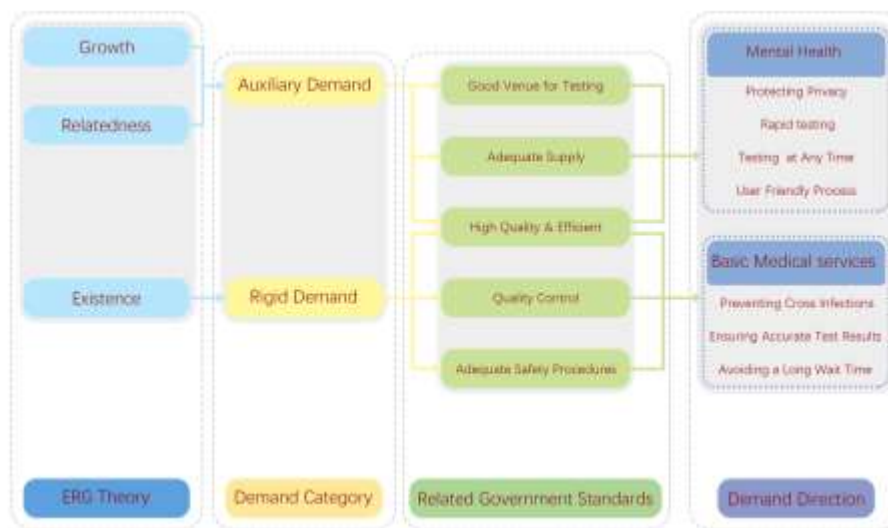 Growth
Relatedness
Existence
ERG Theory
Auxiliary Demand
Rigid Demand
Demand Category
Good Venue for Testing
Adequate Supply
High Quality & Efficient
Quality Control
Adequate Safety Procedures
Related Government Standards
Mental Health
Protecting Privacy
Rapid testing
Testing at Any Time
User Friendly Process
Basic Medical services
Preventing Cross Infections
Ensuring Accurate Test Results
Avoiding a Long Wait Time
Demand Direction